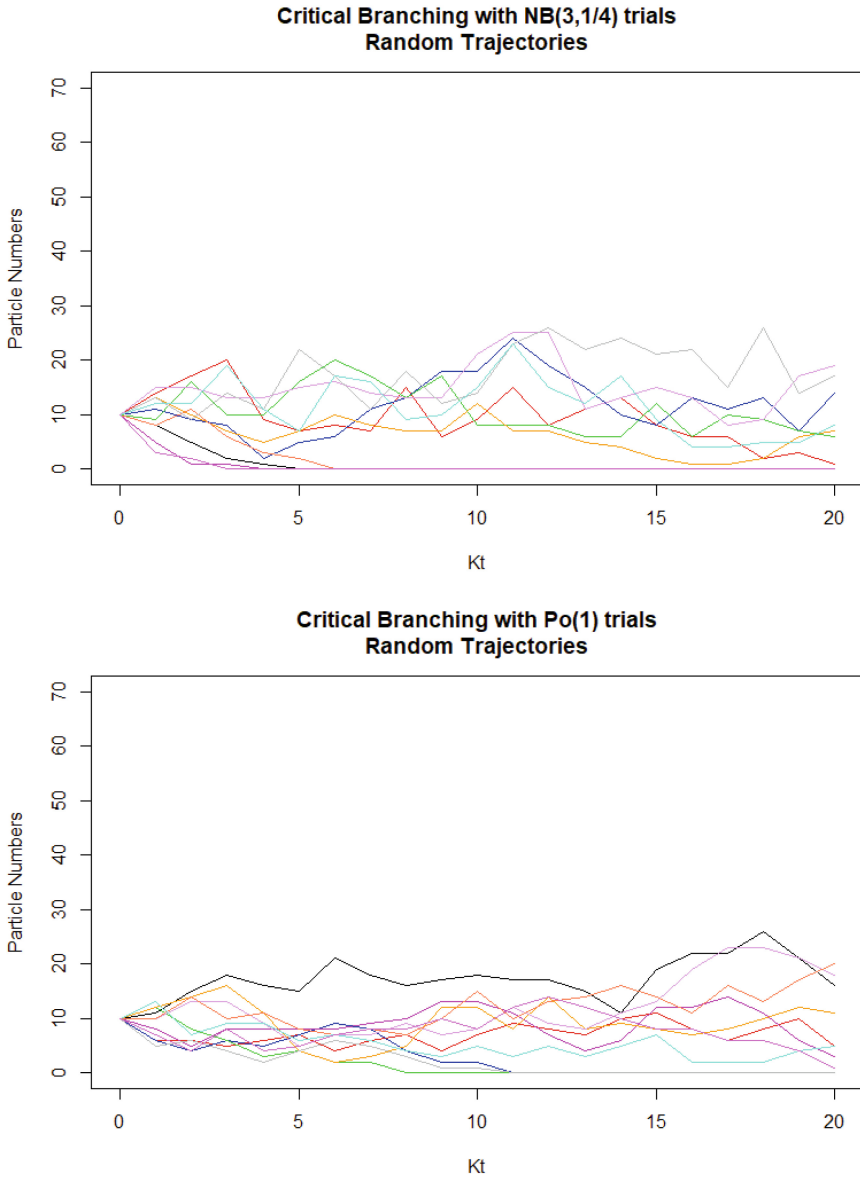 Critical Branching with NB(3,1/4) trials
Random Trajectories
70
60
50
40
30
20
10
0
Particle Numbers
0 5 10 15 20
Kt
Critical Branching with Po(1) trials
Random Trajectories
70
60
50
40
30
20
10
0
Particle Numbers
0 5 10 15 20
Kt